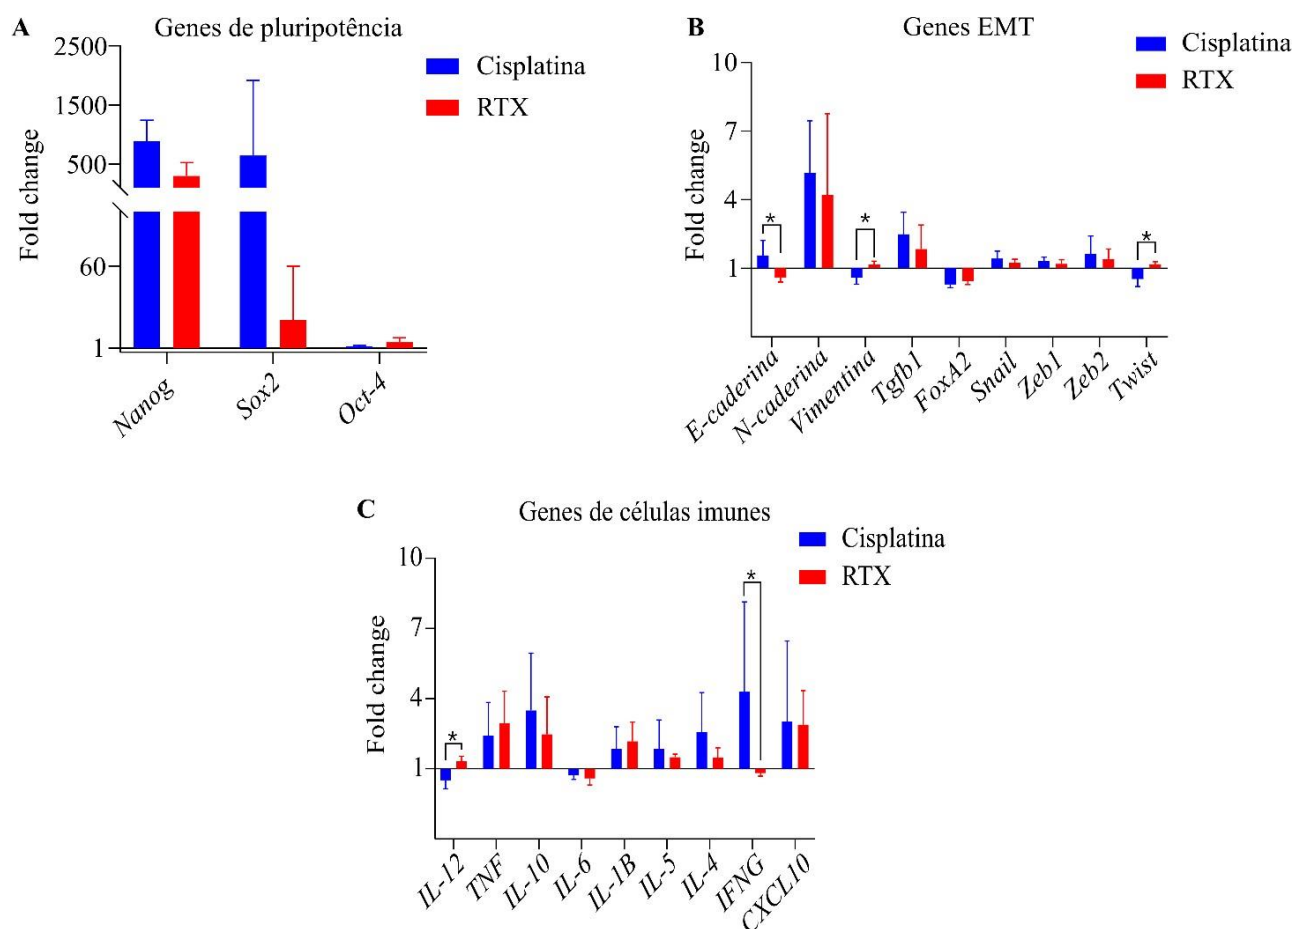 A
Genes de pluripotência
2500
1500
500
60
1
Fold change
Cisplatina
RTX
Nanog
Sox2
Oct-4
B
Genes EMT
10
7
4
1
Fold change
Cisplatina
RTX
*
*
*
E-caderina
N-caderina
Vimentina
Tgfb1
FoxA2
Snail
Zeb1
Zeb2
Twist
C
Genes de células imunes
10
7
4
1
Fold change
Cisplatina
RTX
*
*
IL-12
TNF
IL-10
IL-6
IL-1B
IL-5
IL-4
IFNG
CXCL10